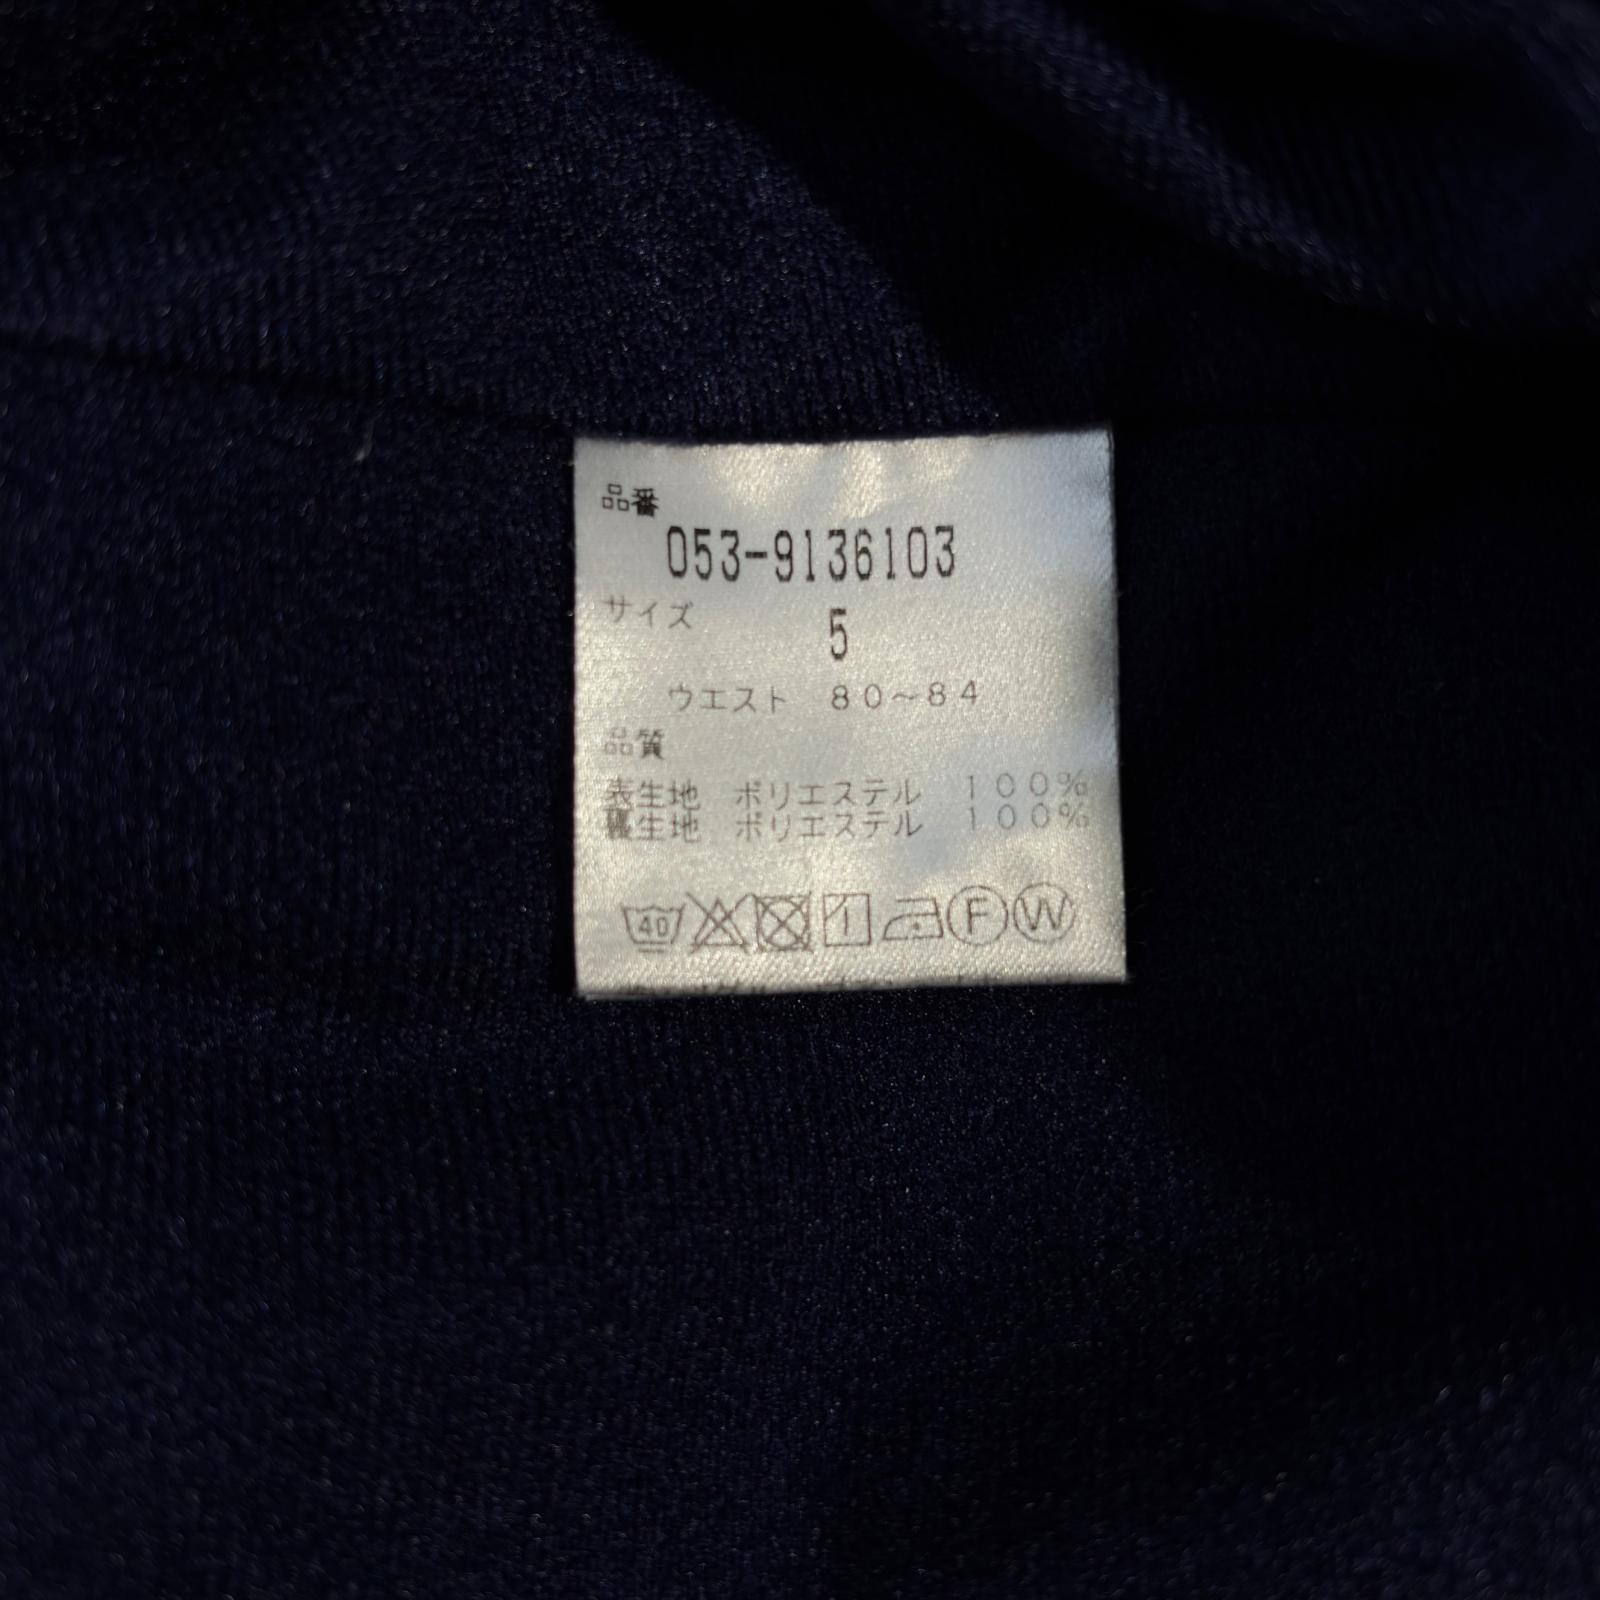 品番
053-9136103
サイズ 5
ウエスト 80~84
品質
表生地 ポリエステル 100%
裏生地 ポリエステル 100%
40 F W